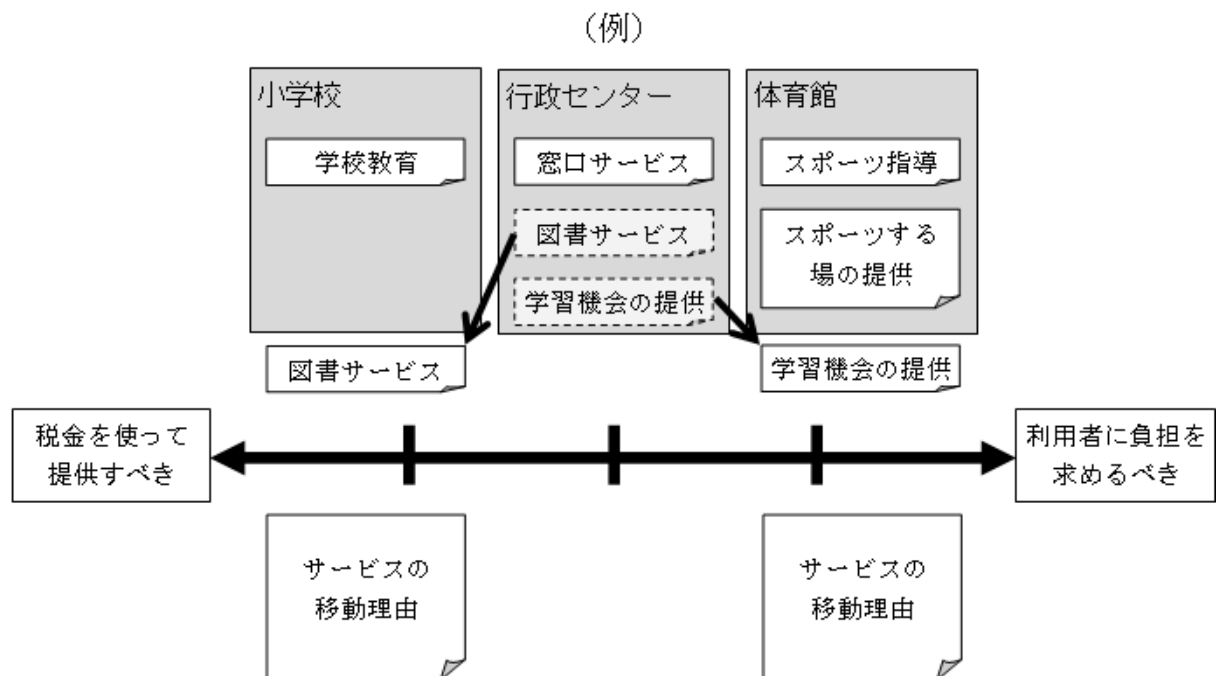 (例)
小学校
行政センター
体育館
学校教育
窓口サービス
スポーツ指導
図書サービス
スポーツする
場の提供
学習機会の提供
図書サービス
学習機会の提供
税金を使って
提供すべき
利用者に負担を
求めるべき
サービスの
移動理由
サービスの
移動理由